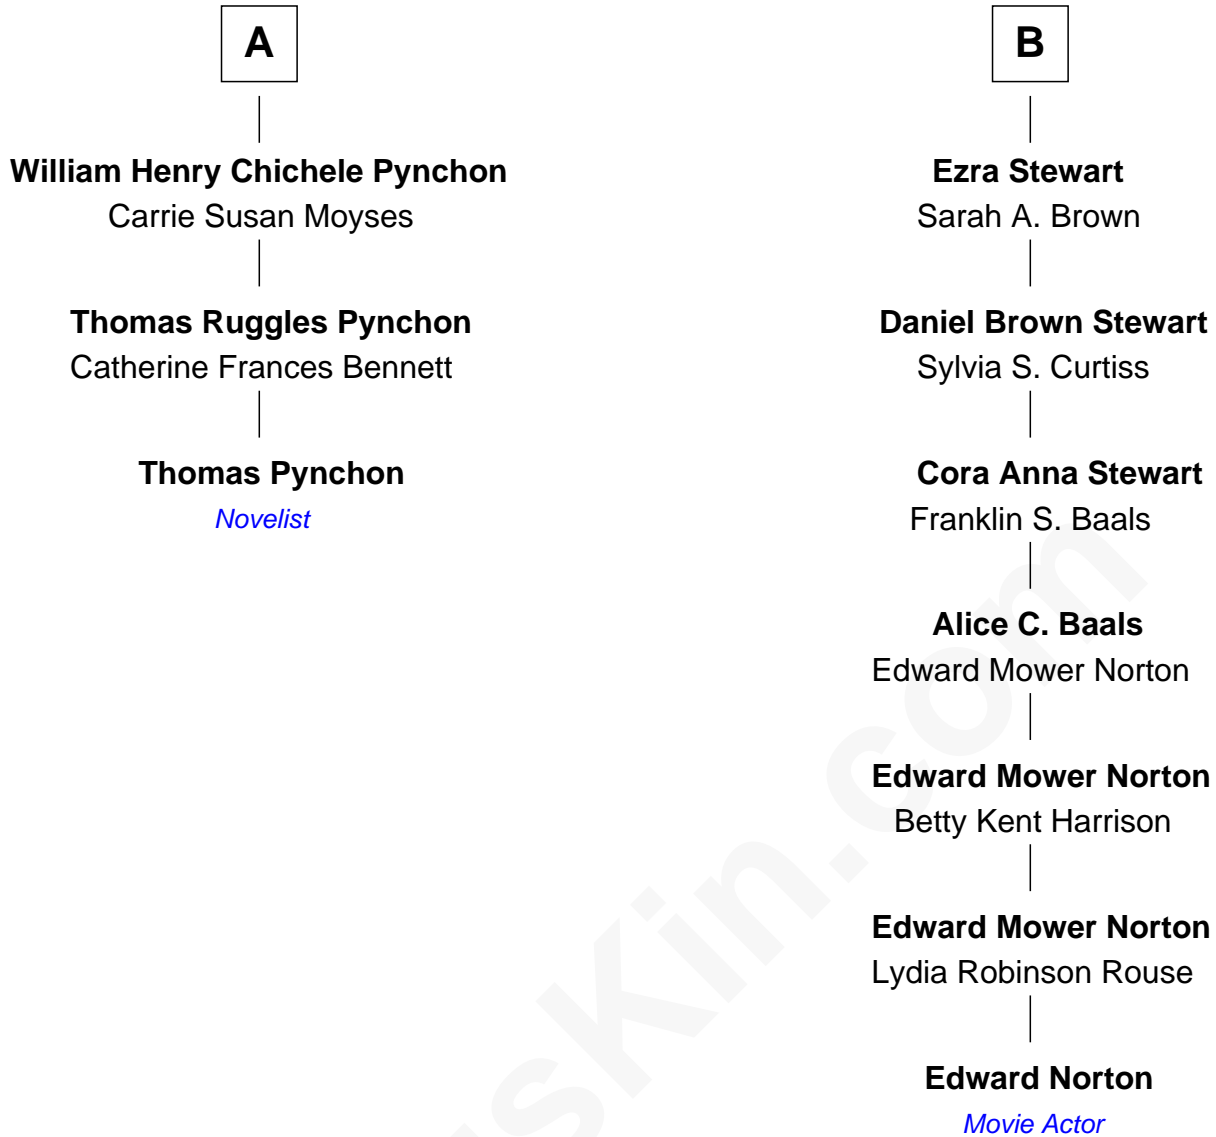 A
William Henry Chichele Pynchon
Carrie Susan Moyses
Thomas Ruggles Pynchon
Catherine Frances Bennett
Thomas Pynchon
Novelist
B
Ezra Stewart
Sarah A. Brown
Daniel Brown Stewart
Sylvia S. Curtiss
Cora Anna Stewart
Franklin S. Baals
Alice C. Baals
Edward Mower Norton
Edward Mower Norton
Betty Kent Harrison
Edward Mower Norton
Lydia Robinson Rouse
Edward Norton
Movie Actor
sKin.com